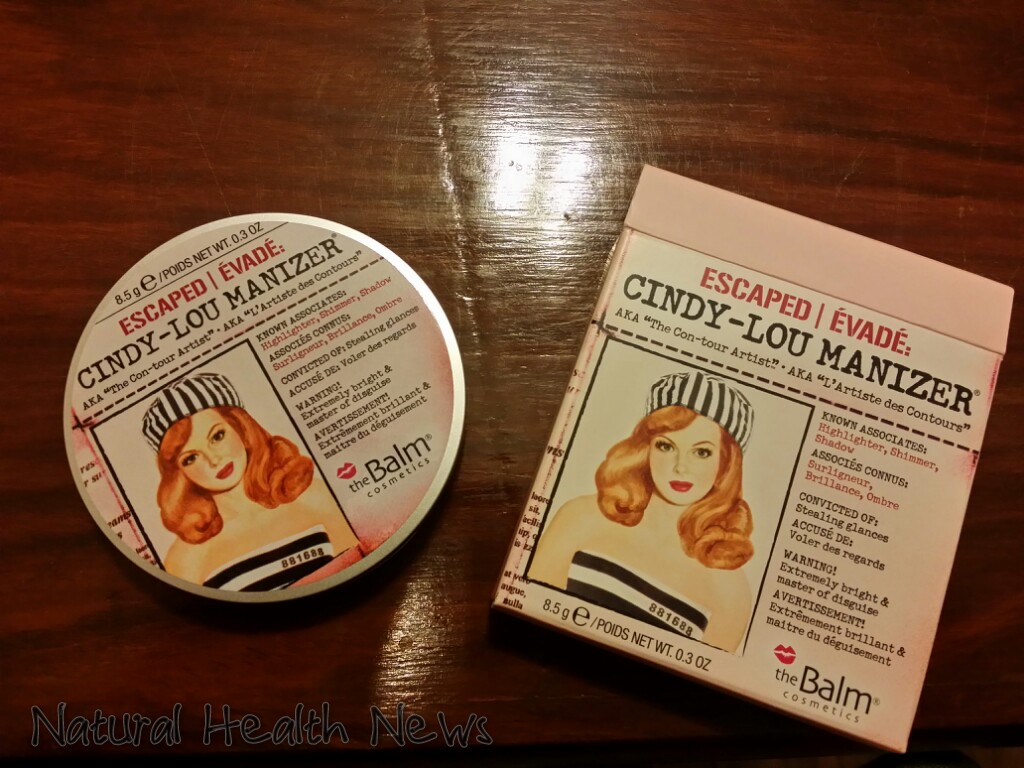 8.5 g e /POIDS NET WT. 0.3 OZ
ESCAPED | ÉVADÉ:
CINDY-LOU MANIZER®
AKA "The Con-tour Artist" · AKA "L'Artiste des Contours"
KNOWN ASSOCIATES:
Highlighter, Shimmer, Shadow
ASSOCIÉS CONNUS:
Surligneur, Brillance, Ombre
CONVICTED OF: Stealing glances
ACCUSÉ DE: Voler des regards
WARNING!
Extremely bright &
master of disguise
AVERTISSEMENT!
Extrêmement brillant &
maitre du déguisement
881688
theBalm®
cosmetics
ESCAPED | ÉVADÉ:
CINDY-LOU MANIZER®
AKA "The Con-tour Artist" · AKA "L'Artiste des Contours"
KNOWN ASSOCIATES:
Highlighter, Shimmer,
Shadow
ASSOCIÉS CONNUS:
Surligneur,
Brillance, Ombre
CONVICTED OF:
Stealing glances
ACCUSÉ DE:
Voler des regards
WARNING!
Extremely bright &
master of disguise
AVERTISSEMENT!
Extrêmement brillant &
maitre du déguisement
881688
8.5 g e /POIDS NET WT. 0.3 OZ
theBalm®
cosmetics
Natural Health News